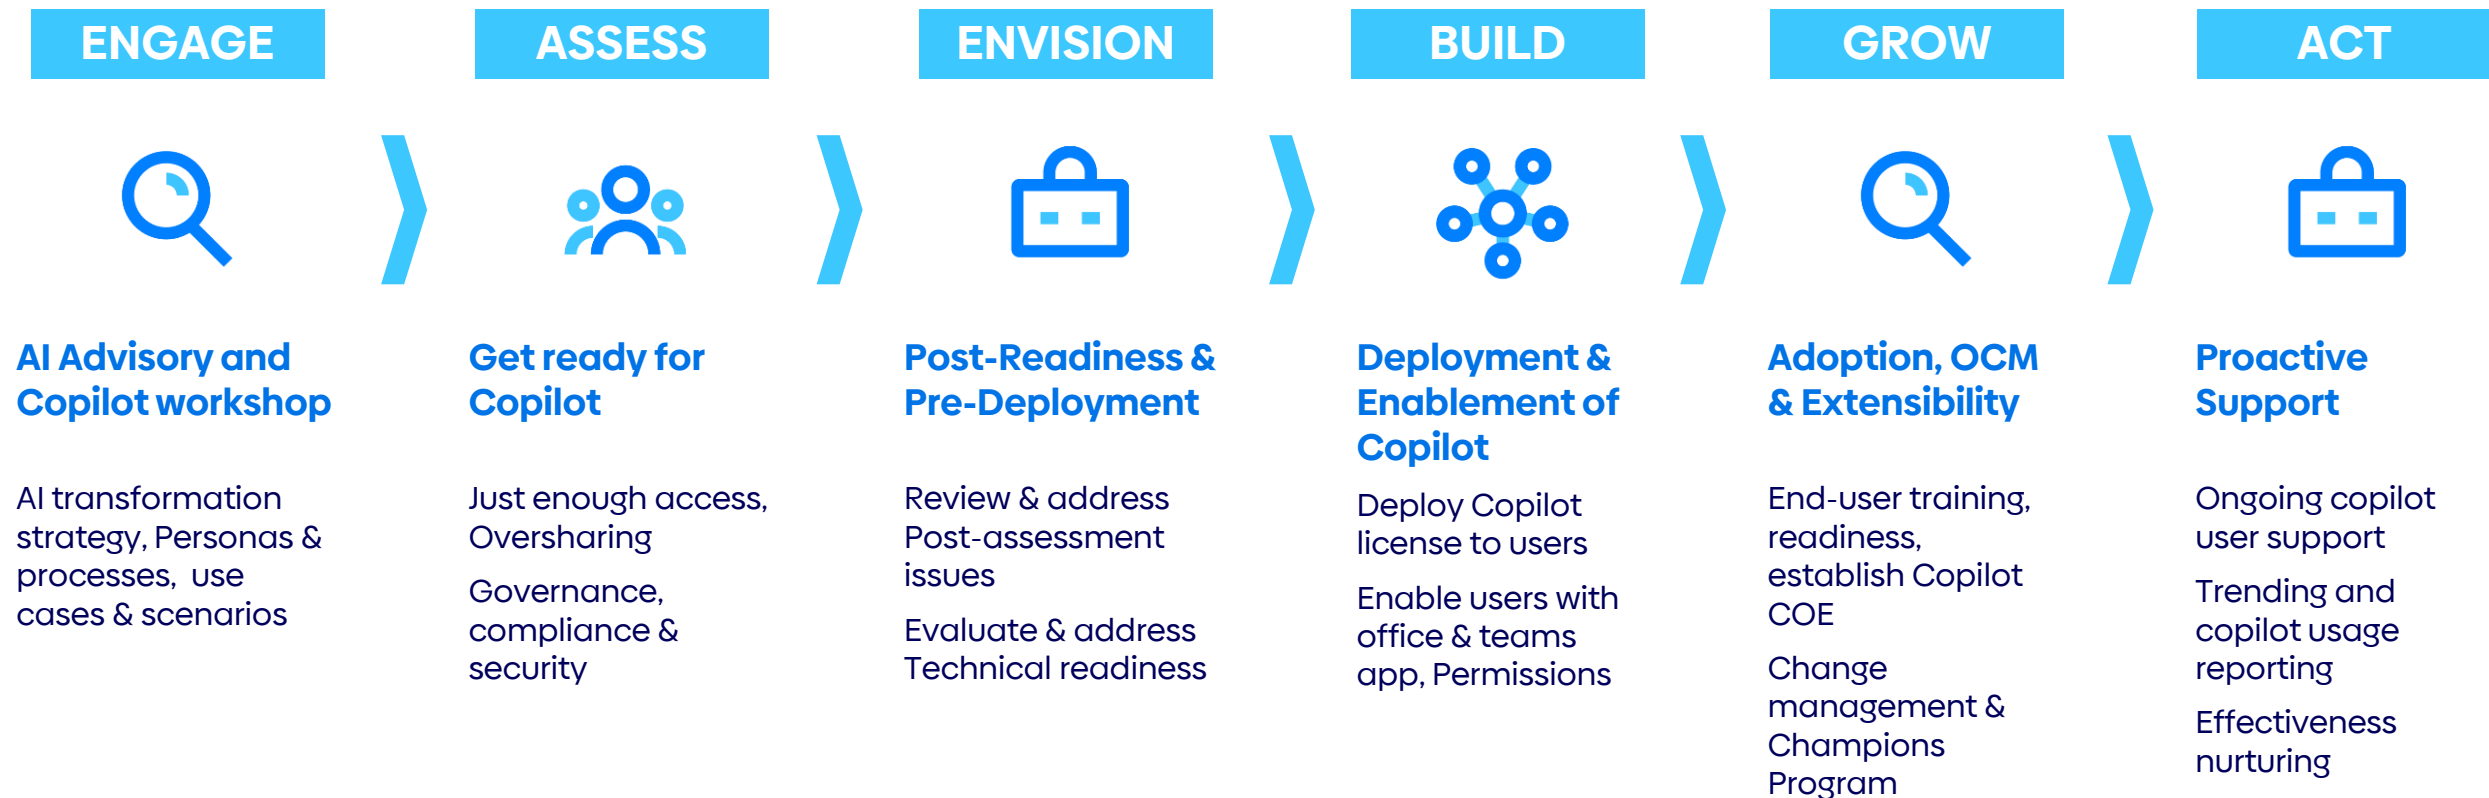 ENGAGE
AI Advisory and
Copilot workshop
AI transformation
strategy, Personas &
processes, use
cases & scenarios
ASSESS
Get ready for
Copilot
Just enough access,
Oversharing
Governance,
compliance &
security
ENVISION
Post-Readiness &
Pre-Deployment
Review & address
Post-assessment
issues
Evaluate & address
Technical readiness
BUILD
Deployment &
Enablement of
Copilot
Deploy Copilot
license to users
Enable users with
office & teams
app, Permissions
GROW
Adoption, OCM
& Extensibility
End-user training,
readiness,
establish Copilot
COE
Change
management &
Champions
Program
ACT
Proactive
Support
Ongoing copilot
user support
Trending and
copilot usage
reporting
Effectiveness
nurturing